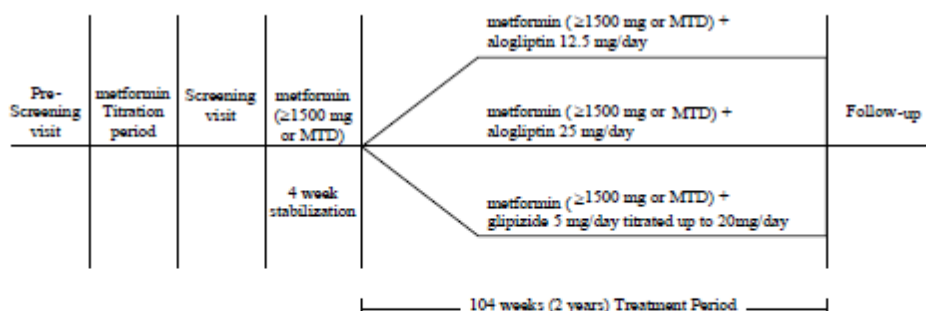 metformin (≥1500 mg or MTD) +
alogliptin 12.5 mg/day
Pre-
Screening
visit
metformin
Titration
period
Screening
visit
metformin
(≥1500 mg
or MTD)
metformin (≥1500 mg or MTD) +
alogliptin 25 mg/day
Follow-up
4 week
stabilization
metformin (≥1500 mg or MTD) +
glipizide 5 mg/day titrated up to 20mg/day
104 weeks (2 years) Treatment Period